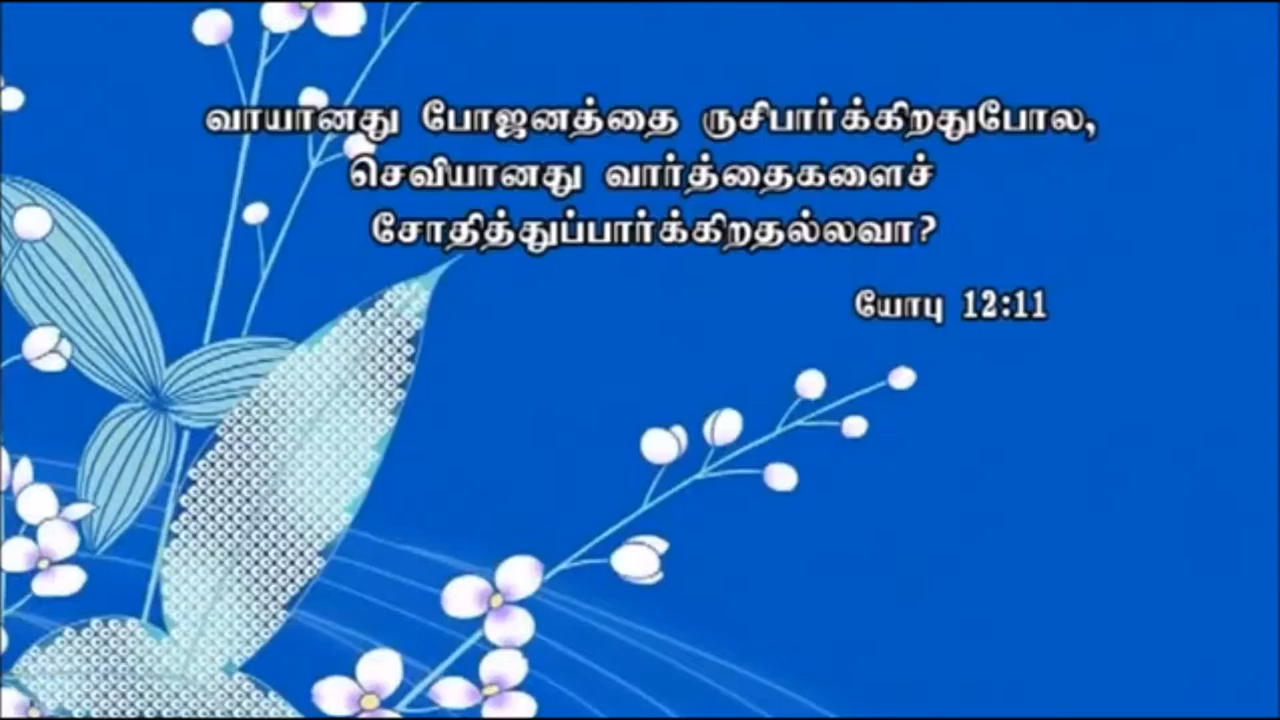 வாயானது போஜனத்தை ருசிபார்க்கிறதுபோல,
செவியானது வார்த்தைகளைச்
சோதித்துப்பார்க்கிறதல்லவா?
யோபு 12:11